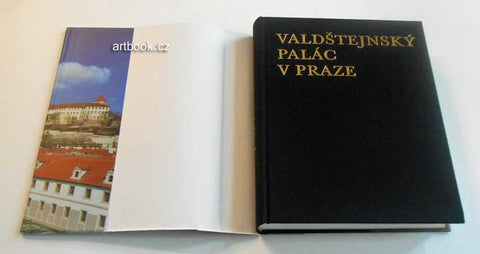 artbook.cz
VALDŠTEJNSKÝ
PALÁC
V PRAZE